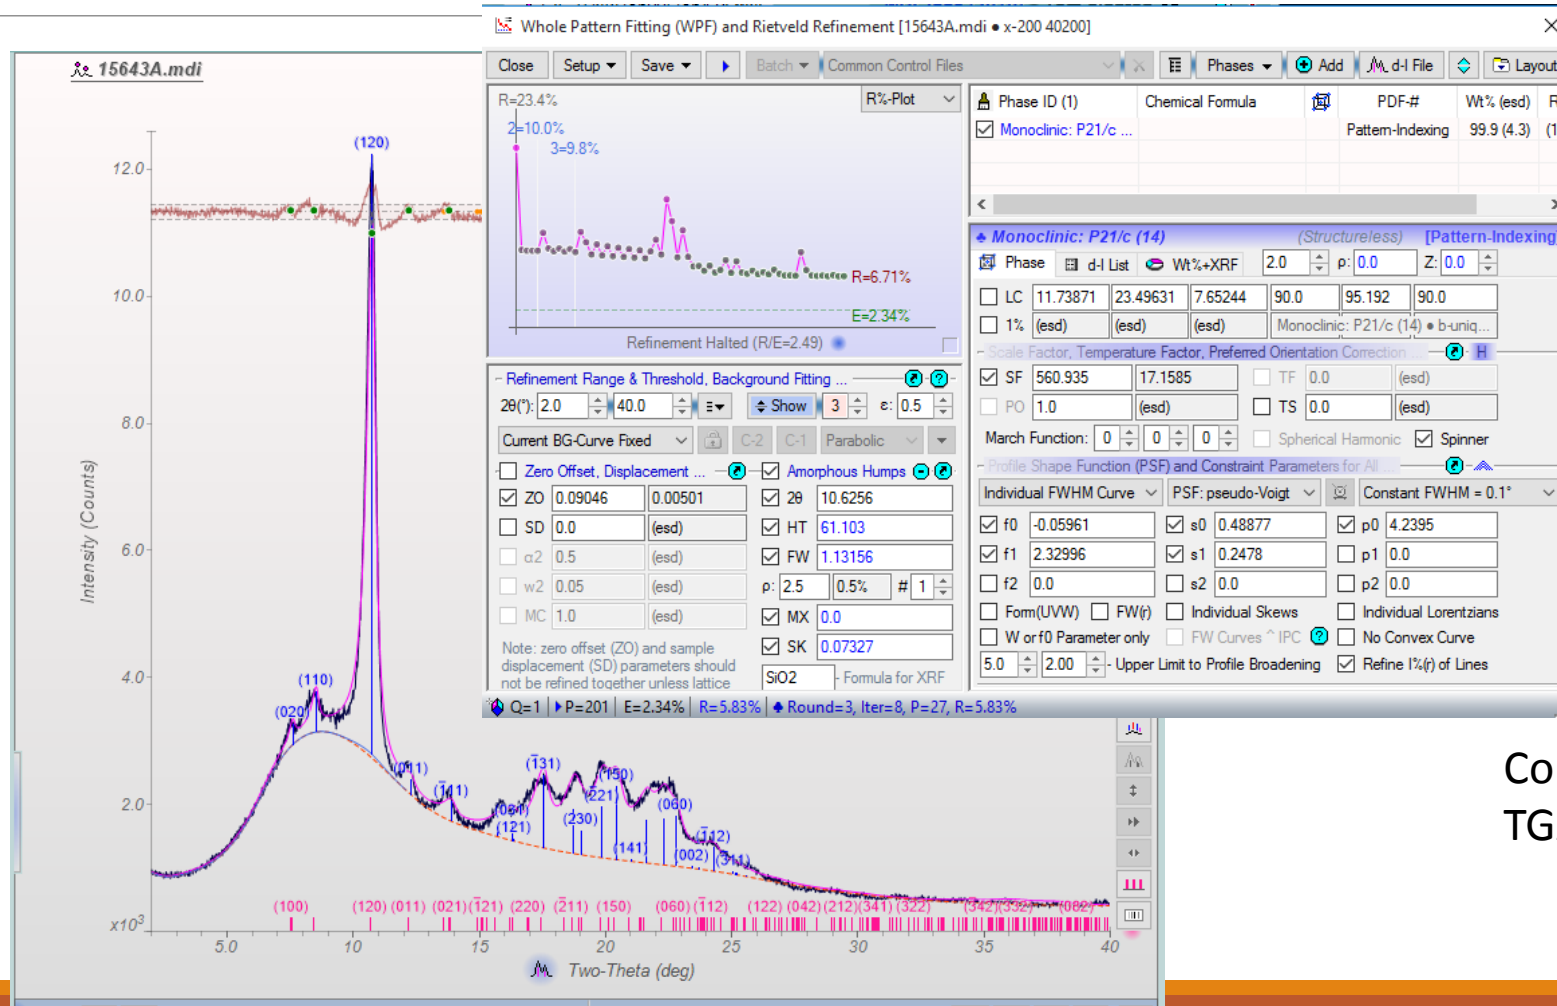 Whole Pattern Fitting (WPF) and Rietveld Refinement [15643A.mdi ● x-200 40200]
Close Setup Save Batch Common Control Files Phases Add d-I File Layout
R=23.4% R%-Plot
2=10.0%
3=9.8%
R=6.71%
E=2.34%
Refinement Halted (R/E=2.49)
Phase ID (1) Chemical Formula PDF-# Wt% (esd) R
Monoclinic: P21/c ... Pattern-Indexing 99.9 (4.3) (1
Monoclinic: P21/c (14) (Structureless) [Pattern-Indexing]
Phase d-I List Wt%+XRF 2.0 ρ: 0.0 Z: 0.0
LC 11.73871 23.49631 7.65244 90.0 95.192 90.0
1% (esd) (esd) (esd) Monoclinic: P21/c (14) ● b-uniq...
Scale Factor, Temperature Factor, Preferred Orientation Correction ... H
SF 560.935 17.1585 TF 0.0 (esd)
PO 1.0 (esd) TS 0.0 (esd)
March Function: 0 0 0 Spherical Harmonic Spinner
Profile Shape Function (PSF) and Constraint Parameters for All ...
Individual FWHM Curve PSF: pseudo-Voigt Constant FWHM = 0.1°
f0 -0.05961 s0 0.48877 p0 4.2395
f1 2.32996 s1 0.2478 p1 0.0
f2 0.0 s2 0.0 p2 0.0
Form(UVW) FW(r) Individual Skews Individual Lorentzians
W or f0 Parameter only FW Curves ^ IPC No Convex Curve
5.0 2.00 - Upper Limit to Profile Broadening Refine I%(r) of Lines
Refinement Range & Threshold, Background Fitting ...
2θ(°): 2.0 40.0 Show 3 ε: 0.5
Current BG-Curve Fixed C-2 C-1 Parabolic
Zero Offset, Displacement ... Amorphous Humps
ZO 0.09046 0.00501 2θ 10.6256
SD 0.0 (esd) HT 61.103
α2 0.5 (esd) FW 1.13156
w2 0.05 (esd) ρ: 2.5 0.5% # 1
MC 1.0 (esd) MX 0.0
SK 0.07327
Note: zero offset (ZO) and sample
displacement (SD) parameters should
not be refined together unless lattice
SiO2 - Formula for XRF
Q=1 P=201 E=2.34% R=5.83% Round=3, Iter=8, P=27, R=5.83%
15643A.mdi
Intensity (Counts)
12.0
10.0
8.0
6.0
4.0
2.0
x10³
(120)
(110)
(020)
(011)
(1̅11)
(1̅31)
(150)
(031)
(121)
(2̅21)
(230)
(141)
(060)
(1̅12)
(002)
(3̅11)
(100) (120) (011) (021) (1̅21) (220) (2̅11) (150) (060) (1̅12) (122) (042) (212) (341) (322) (342) (332) (082)
5.0 10 15 20 25 30 35 40
Two-Theta (deg)
Co
TG